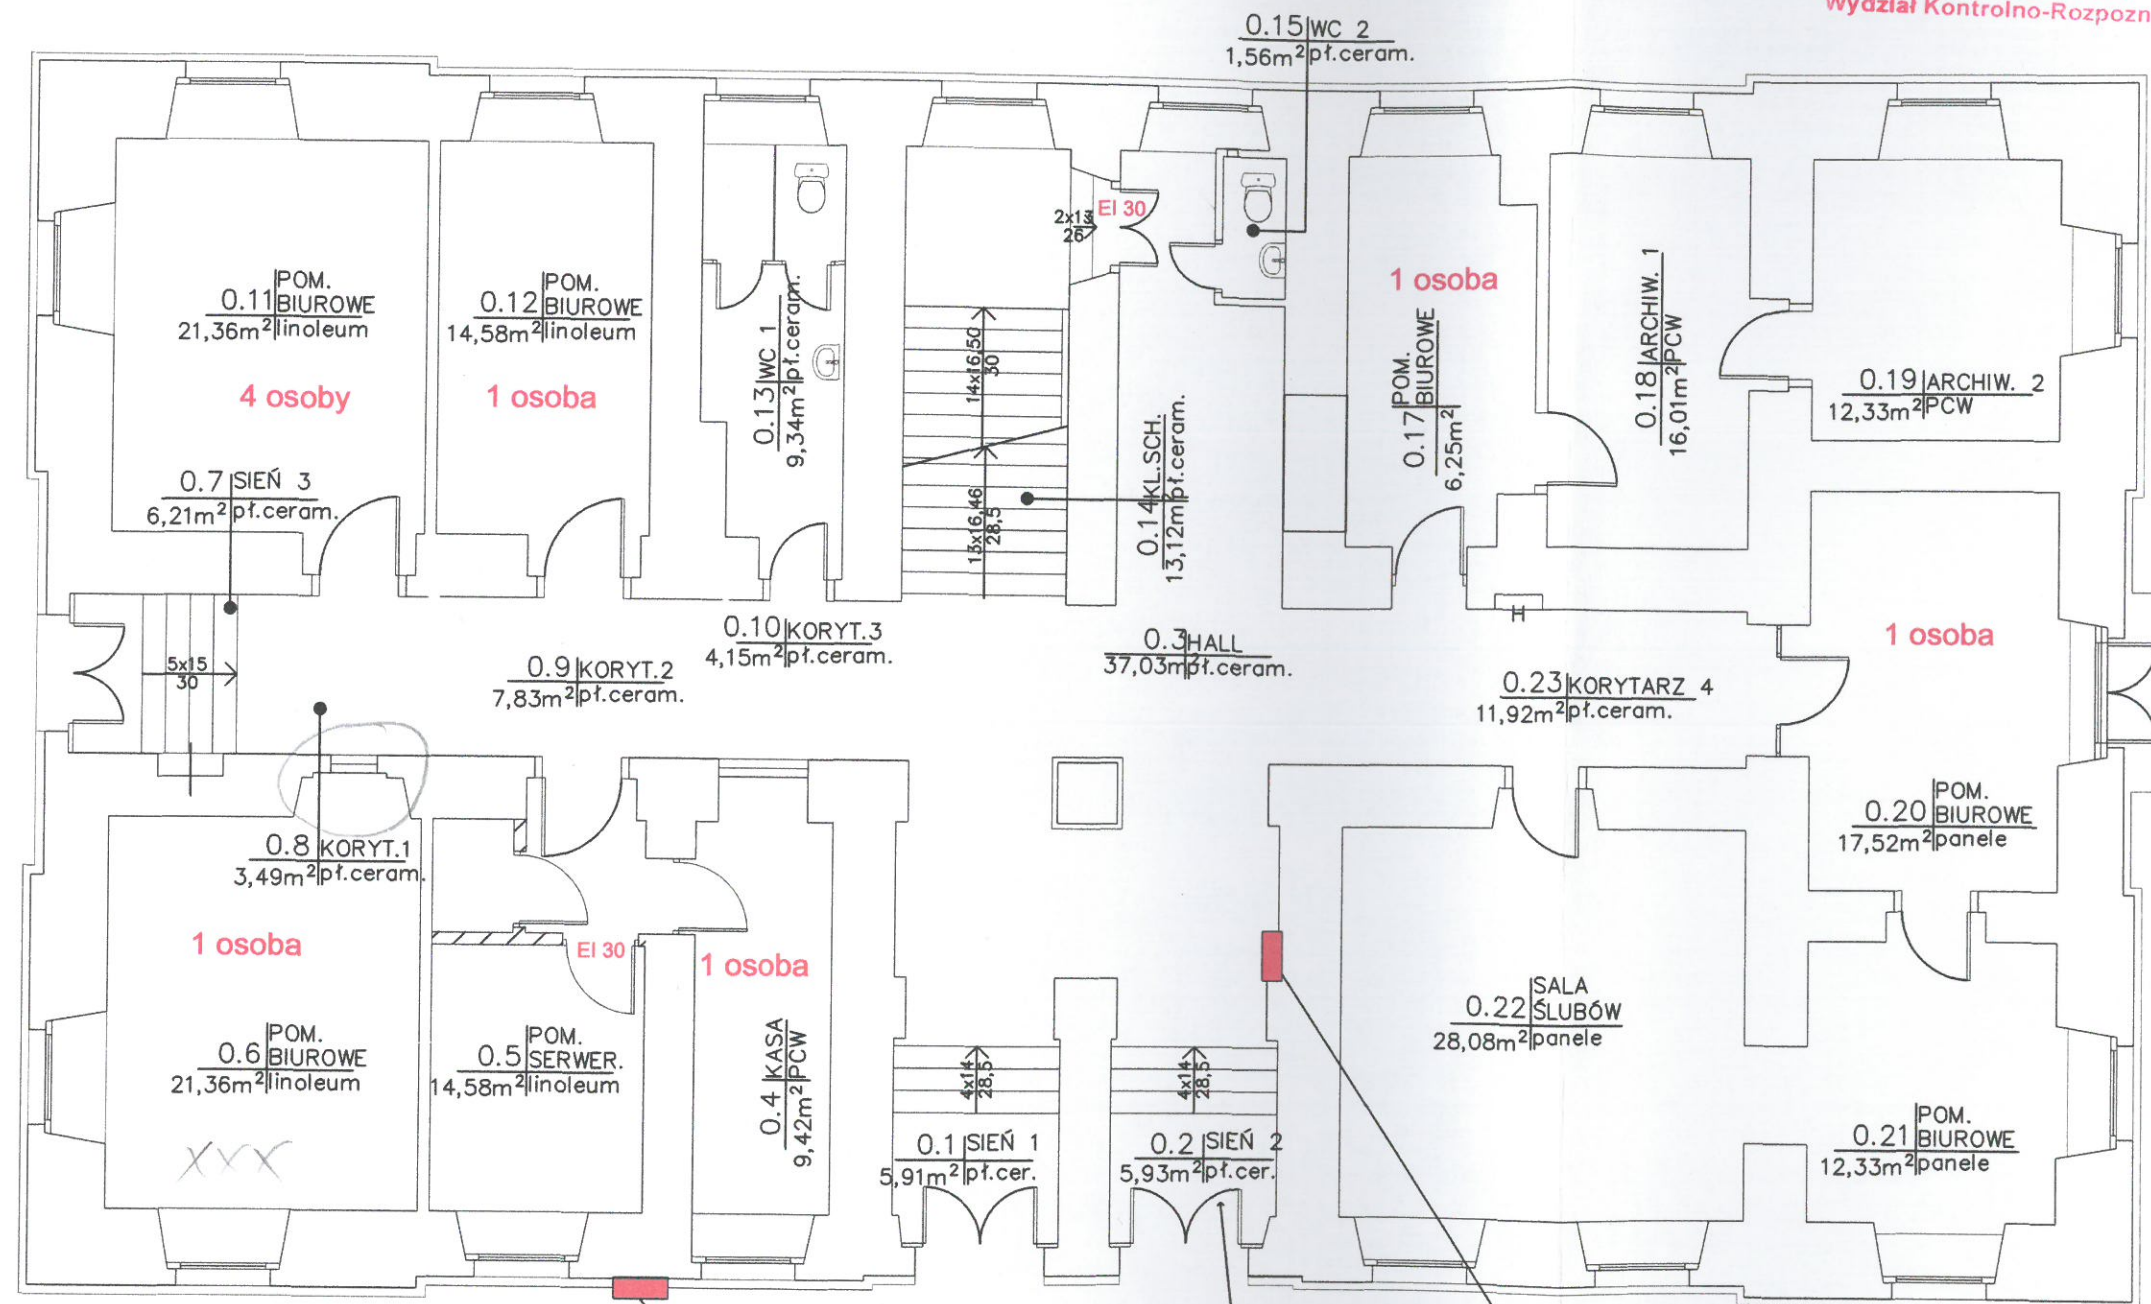 Wydział Kontrolno-Rozpozn
0.15 WC 2
1,56m² pł.ceram.
0.11 POM. BIUROWE
21,36m² linoleum
4 osoby
0.12 POM. BIUROWE
14,58m² linoleum
1 osoba
0.13 WC 1
9,34m² pł.ceram.
2x13
26
EI 30
14x16,50
30
13x16,46
28,5
0.14 KL.SCH.
13,12m² pł.ceram.
1 osoba
0.17 POM. BIUROWE
6,25m²
0.18 ARCHIW. 1
16,01m² PCW
0.19 ARCHIW. 2
12,33m² PCW
0.7 SIEŃ 3
6,21m² pł.ceram.
5x15
30
0.9 KORYT.2
7,83m² pł.ceram.
0.10 KORYT.3
4,15m² pł.ceram.
0.3 HALL
37,03m² pł.ceram.
H
0.23 KORYTARZ 4
11,92m² pł.ceram.
1 osoba
0.20 POM. BIUROWE
17,52m² panele
0.8 KORYT.1
3,49m² pł.ceram.
1 osoba
0.6 POM. BIUROWE
21,36m² linoleum
XXX
EI 30
0.5 POM. SERWER.
14,58m² linoleum
1 osoba
0.4 KASA
9,42m² PCW
4x14
28,5
4x14
28,5
0.1 SIEŃ 1
5,91m² pł.cer.
0.2 SIEŃ 2
5,93m² pł.cer.
0.22 SALA ŚLUBÓW
28,08m² panele
0.21 POM. BIUROWE
12,33m² panele